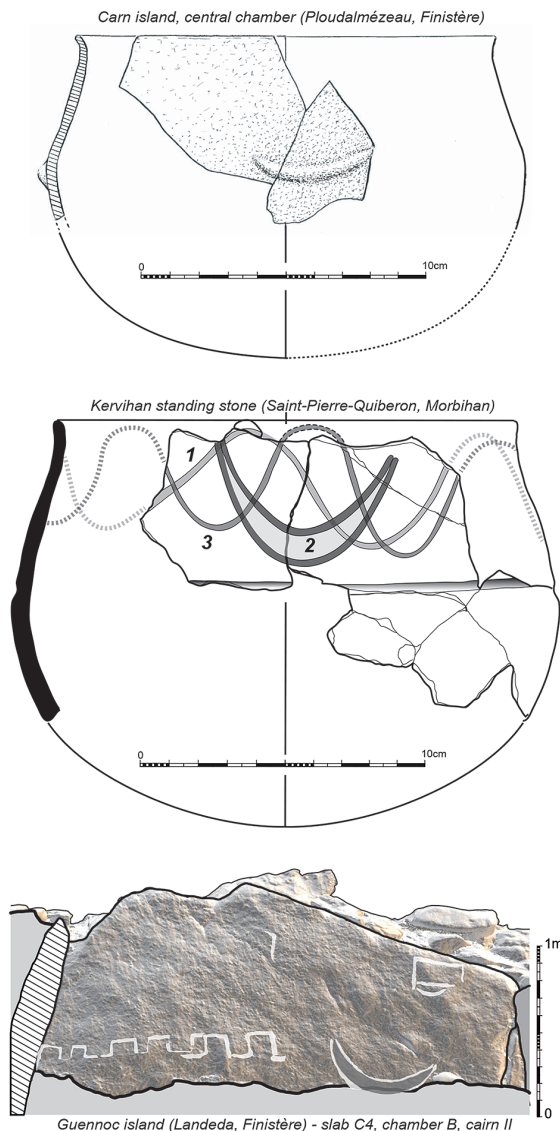 Carn island, central chamber (Ploudalmézeau, Finistère)
0 10cm
Kervihan standing stone (Saint-Pierre-Quiberon, Morbihan)
1
3 2
0 10cm
1m
0
Guennoc island (Landeda, Finistère) - slab C4, chamber B, cairn II